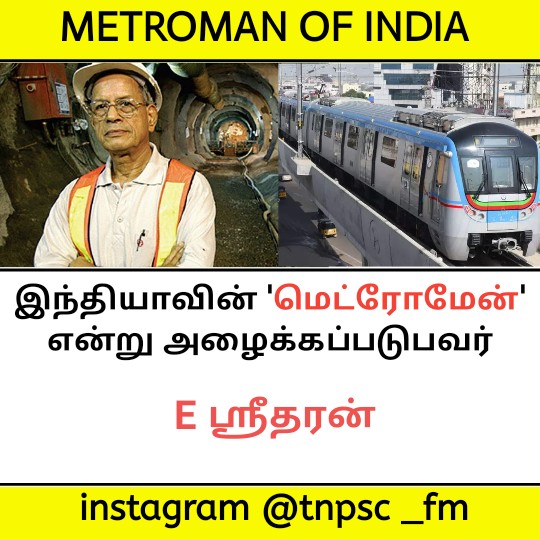 METROMAN OF INDIA
இந்தியாவின் 'மெட்ரோமேன்'
என்று அழைக்கப்படுபவர்
E ஸ்ரீதரன்
instagram @tnpsc _fm